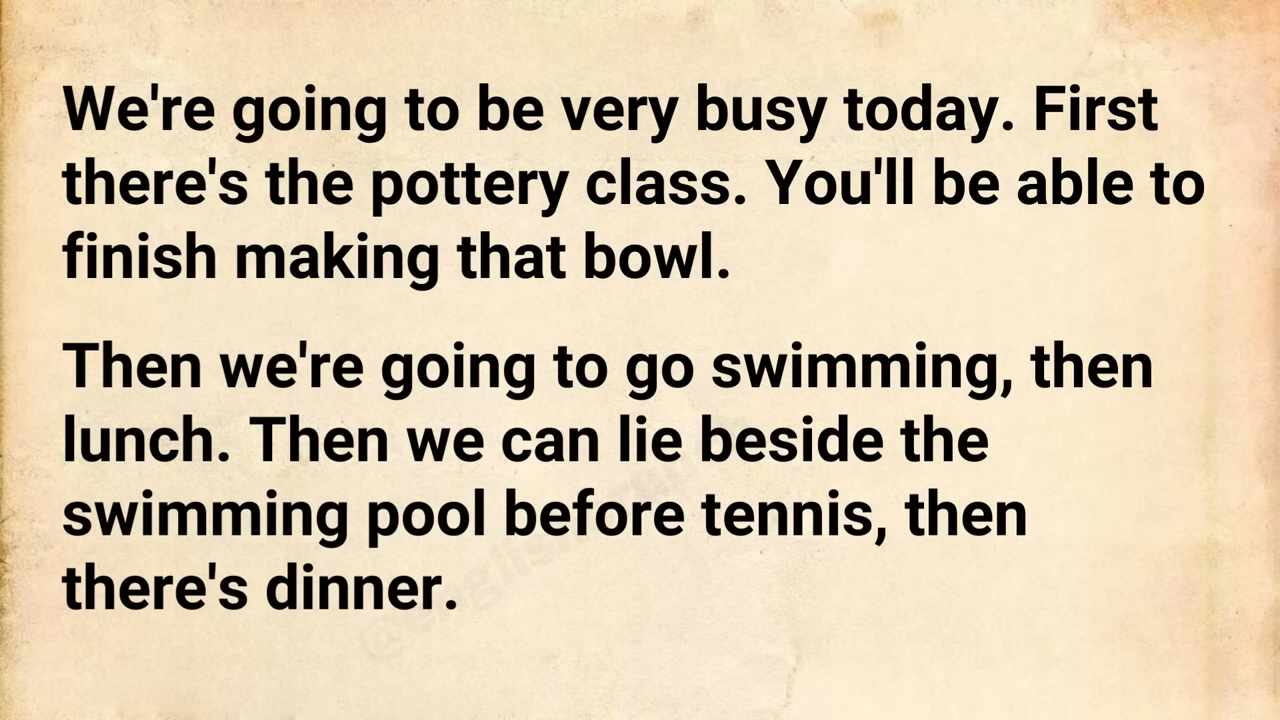 We're going to be very busy today. First
there's the pottery class. You'll be able to
finish making that bowl.
Then we're going to go swimming, then
lunch. Then we can lie beside the
swimming pool before tennis, then
there's dinner.